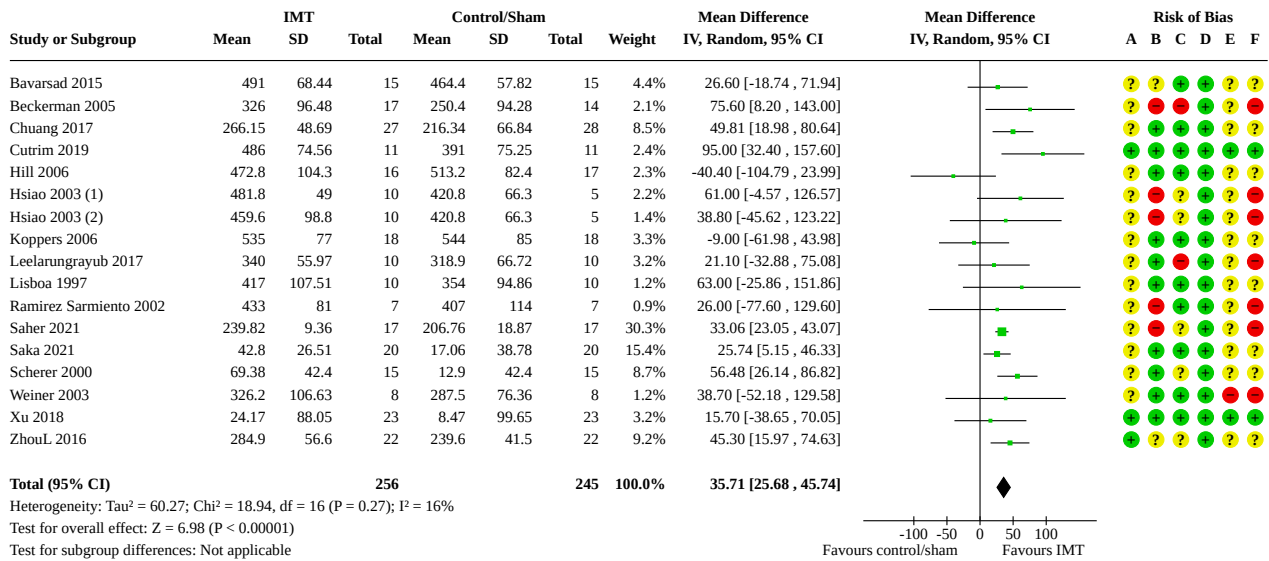 IMT Control/Sham Mean Difference Mean Difference Risk of Bias
Study or Subgroup Mean SD Total Mean SD Total Weight IV, Random, 95% CI IV, Random, 95% CI A B C D E F
Bavarsad 2015 491 68.44 15 464.4 57.82 15 4.4% 26.60 [-18.74 , 71.94] ? ? + + ? ?
Beckerman 2005 326 96.48 17 250.4 94.28 14 2.1% 75.60 [8.20 , 143.00] ? − − + ? −
Chuang 2017 266.15 48.69 27 216.34 66.84 28 8.5% 49.81 [18.98 , 80.64] ? + + + ? ?
Cutrim 2019 486 74.56 11 391 75.25 11 2.4% 95.00 [32.40 , 157.60] + + + + + +
Hill 2006 472.8 104.3 16 513.2 82.4 17 2.3% -40.40 [-104.79 , 23.99] ? + + + ? ?
Hsiao 2003 (1) 481.8 49 10 420.8 66.3 5 2.2% 61.00 [-4.57 , 126.57] ? − ? + ? −
Hsiao 2003 (2) 459.6 98.8 10 420.8 66.3 5 1.4% 38.80 [-45.62 , 123.22] ? − ? + ? −
Koppers 2006 535 77 18 544 85 18 3.3% -9.00 [-61.98 , 43.98] ? + + + ? ?
Leelarungrayub 2017 340 55.97 10 318.9 66.72 10 3.2% 21.10 [-32.88 , 75.08] ? + − + ? −
Lisboa 1997 417 107.51 10 354 94.86 10 1.2% 63.00 [-25.86 , 151.86] ? + + + ? ?
Ramirez Sarmiento 2002 433 81 7 407 114 7 0.9% 26.00 [-77.60 , 129.60] ? − + + ? −
Saher 2021 239.82 9.36 17 206.76 18.87 17 30.3% 33.06 [23.05 , 43.07] ? − ? + ? −
Saka 2021 42.8 26.51 20 17.06 38.78 20 15.4% 25.74 [5.15 , 46.33] ? + + + ? ?
Scherer 2000 69.38 42.4 15 12.9 42.4 15 8.7% 56.48 [26.14 , 86.82] ? + ? + ? ?
Weiner 2003 326.2 106.63 8 287.5 76.36 8 1.2% 38.70 [-52.18 , 129.58] ? + + + − −
Xu 2018 24.17 88.05 23 8.47 99.65 23 3.2% 15.70 [-38.65 , 70.05] + + + + + +
ZhouL 2016 284.9 56.6 22 239.6 41.5 22 9.2% 45.30 [15.97 , 74.63] + ? ? + ? ?
Total (95% CI) 256 245 100.0% 35.71 [25.68 , 45.74]
Heterogeneity: Tau² = 60.27; Chi² = 18.94, df = 16 (P = 0.27); I² = 16%
Test for overall effect: Z = 6.98 (P < 0.00001)
-100 -50 0 50 100
Test for subgroup differences: Not applicable
Favours control/sham Favours IMT